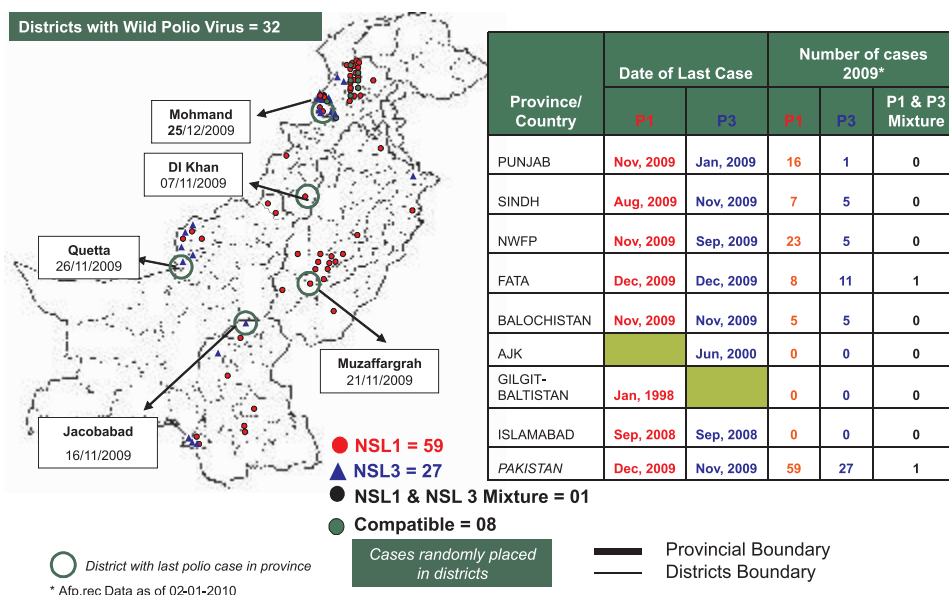 Districts with Wild Polio Virus = 32
Mohmand
25/12/2009
DI Khan
07/11/2009
Quetta
26/11/2009
Muzaffargrah
21/11/2009
Jacobabad
16/11/2009
NSL1 = 59
NSL3 = 27
NSL1 & NSL 3 Mixture = 01
Compatible = 08
District with last polio case in province
* Afp.rec Data as of 02-01-2010
Cases randomly placed
in districts
Provincial Boundary
Districts Boundary
Province/
Country
Date of Last Case
Number of cases
2009*
P1 P3 P1 P3 P1 & P3
Mixture
PUNJAB Nov, 2009 Jan, 2009 16 1 0
SINDH Aug, 2009 Nov, 2009 7 5 0
NWFP Nov, 2009 Sep, 2009 23 5 0
FATA Dec, 2009 Dec, 2009 8 11 1
BALOCHISTAN Nov, 2009 Nov, 2009 5 5 0
AJK Jun, 2000 0 0 0
GILGIT-
BALTISTAN Jan, 1998 0 0 0
ISLAMABAD Sep, 2008 Sep, 2008 0 0 0
PAKISTAN Dec, 2009 Nov, 2009 59 27 1